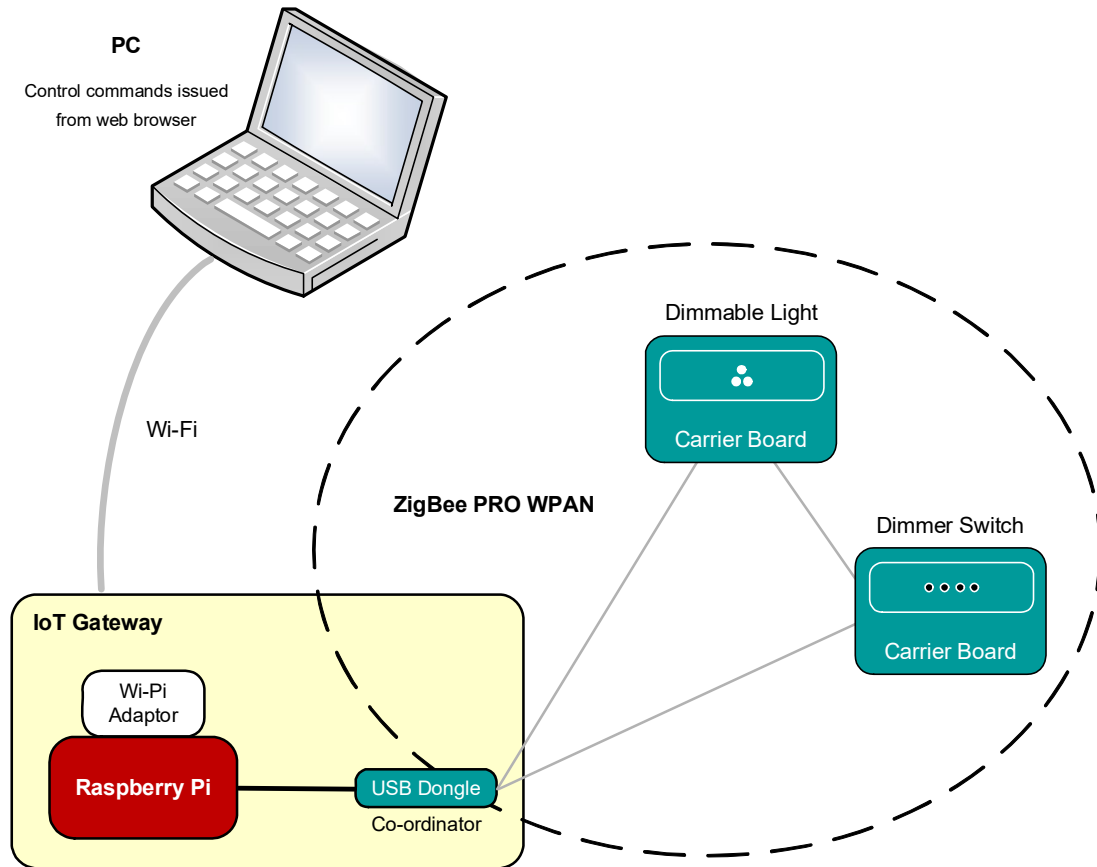 PC
Control commands issued
from web browser
Dimmable Light
Carrier Board
Wi-Fi
ZigBee PRO WPAN
Dimmer Switch
Carrier Board
IoT Gateway
Wi-Pi
Adaptor
Raspberry Pi
USB Dongle
Co-ordinator